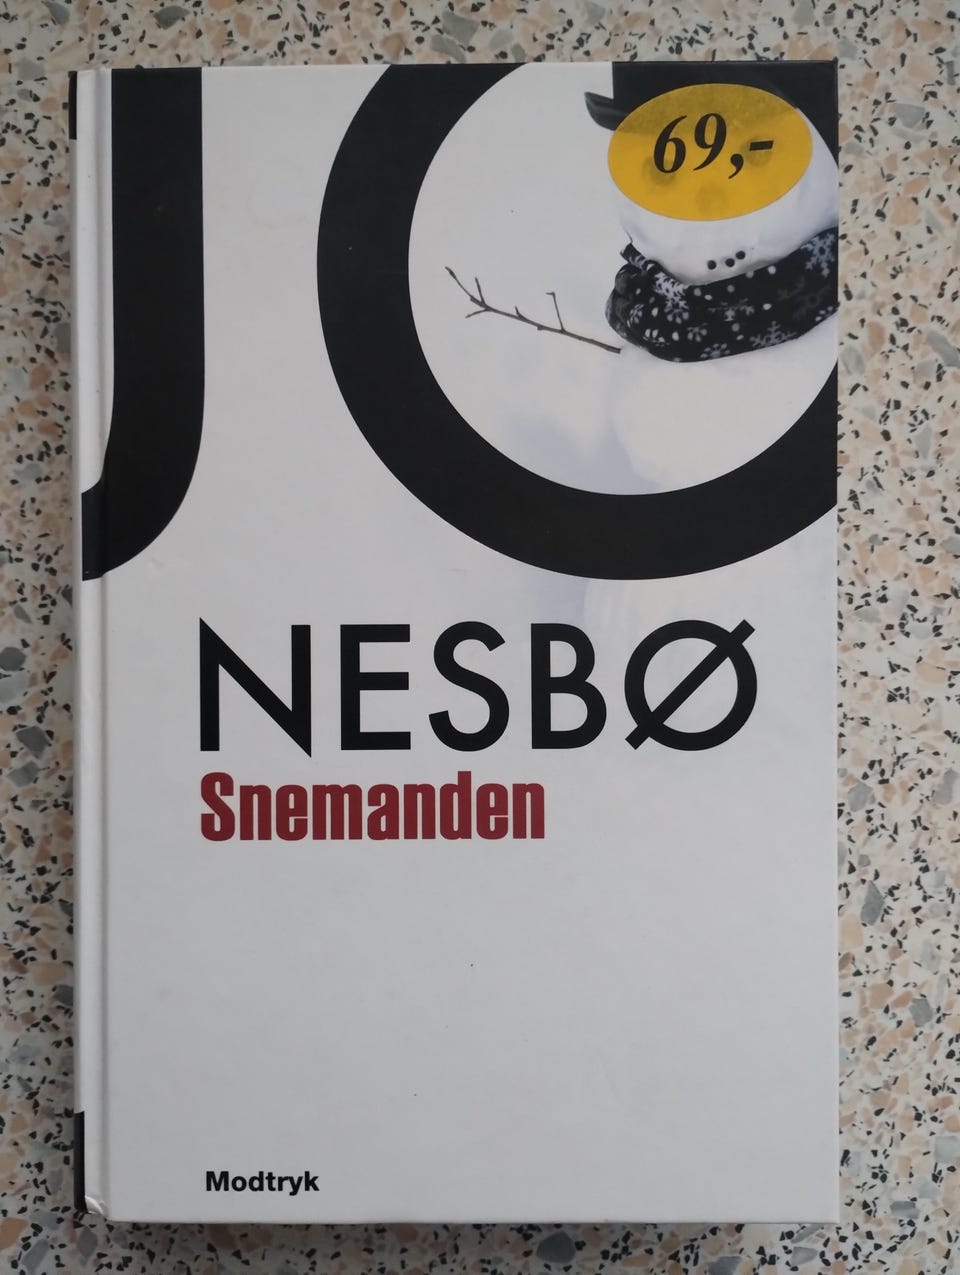 JO
69,-
NESBØ
Snemanden
Modtryk